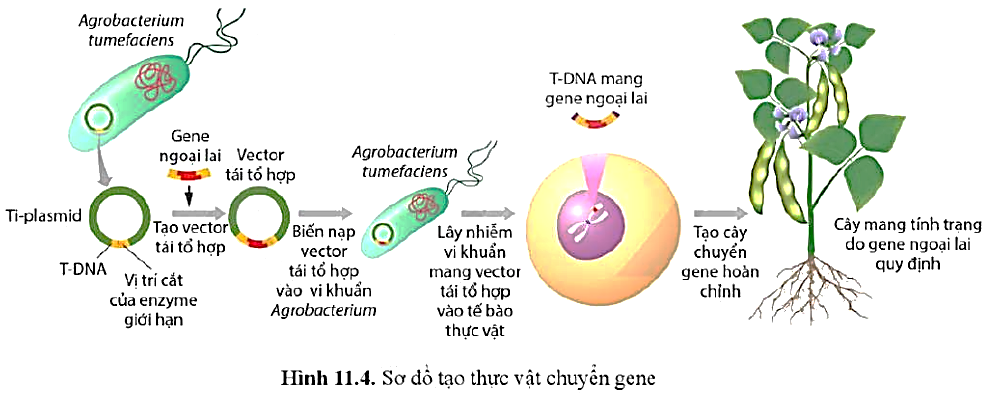 Agrobacterium
tumefaciens
Gene
ngoại lai
Vector
tái tổ hợp
Ti-plasmid
Tạo vector
tái tổ hợp
T-DNA
Vị trí cắt
của enzyme
giới hạn
Biến nạp
vector
tái tổ hợp
vào vi khuẩn
Agrobacterium
Agrobacterium
tumefaciens
Lây nhiễm
vi khuẩn
mang vector
tái tổ hợp
vào tế bào
thực vật
T-DNA mang
gene ngoại lai
Tạo cây
chuyển
gene hoàn
chỉnh
Cây mang tính trạng
do gene ngoại lai
quy định
Hình 11.4. Sơ đồ tạo thực vật chuyển gene